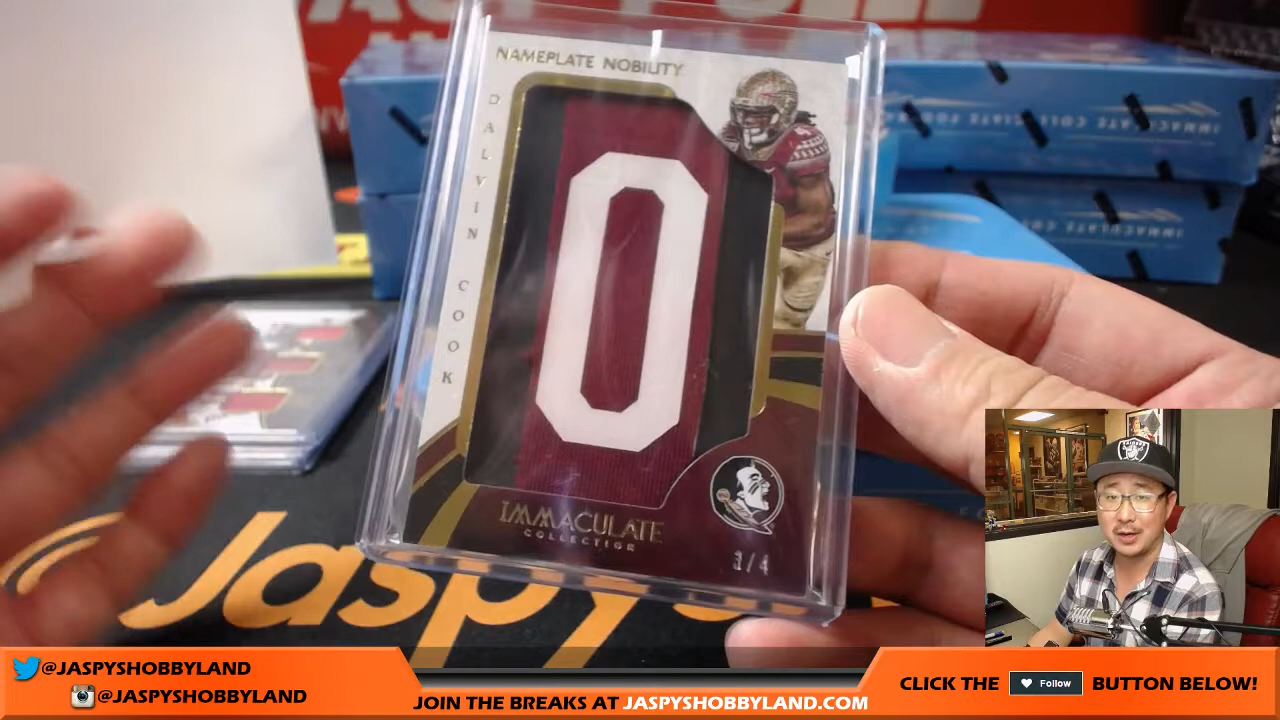 NAMEPLATE NOBILITY
DALVIN COOK
O
IMMACULATE
COLLECTION
3/4
Jaspy's
RAIDERS
@JASPYSHOBBYLAND
@JASPYSHOBBYLAND
JOIN THE BREAKS AT JASPYSHOBBYLAND.COM
CLICK THE Follow BUTTON BELOW!